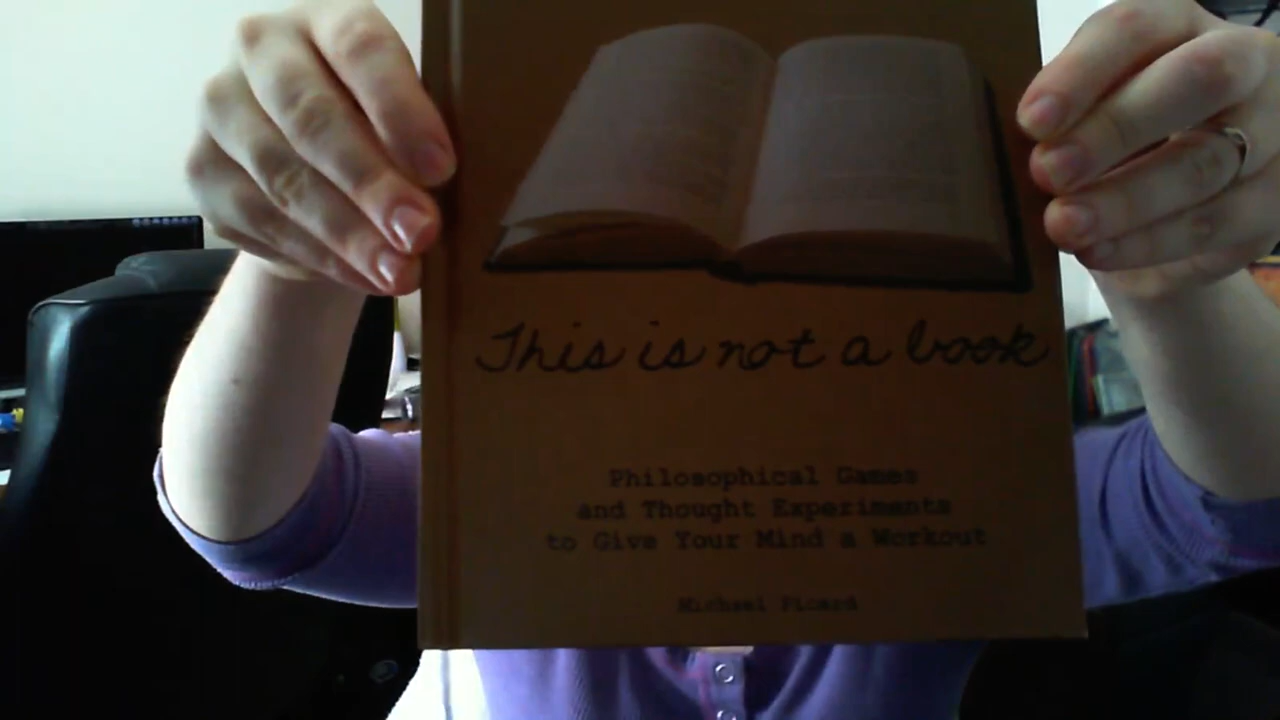 This is not a book
Philosophical Games
and Thought Experiments
to Give Your Mind a Workout
Michael Picard